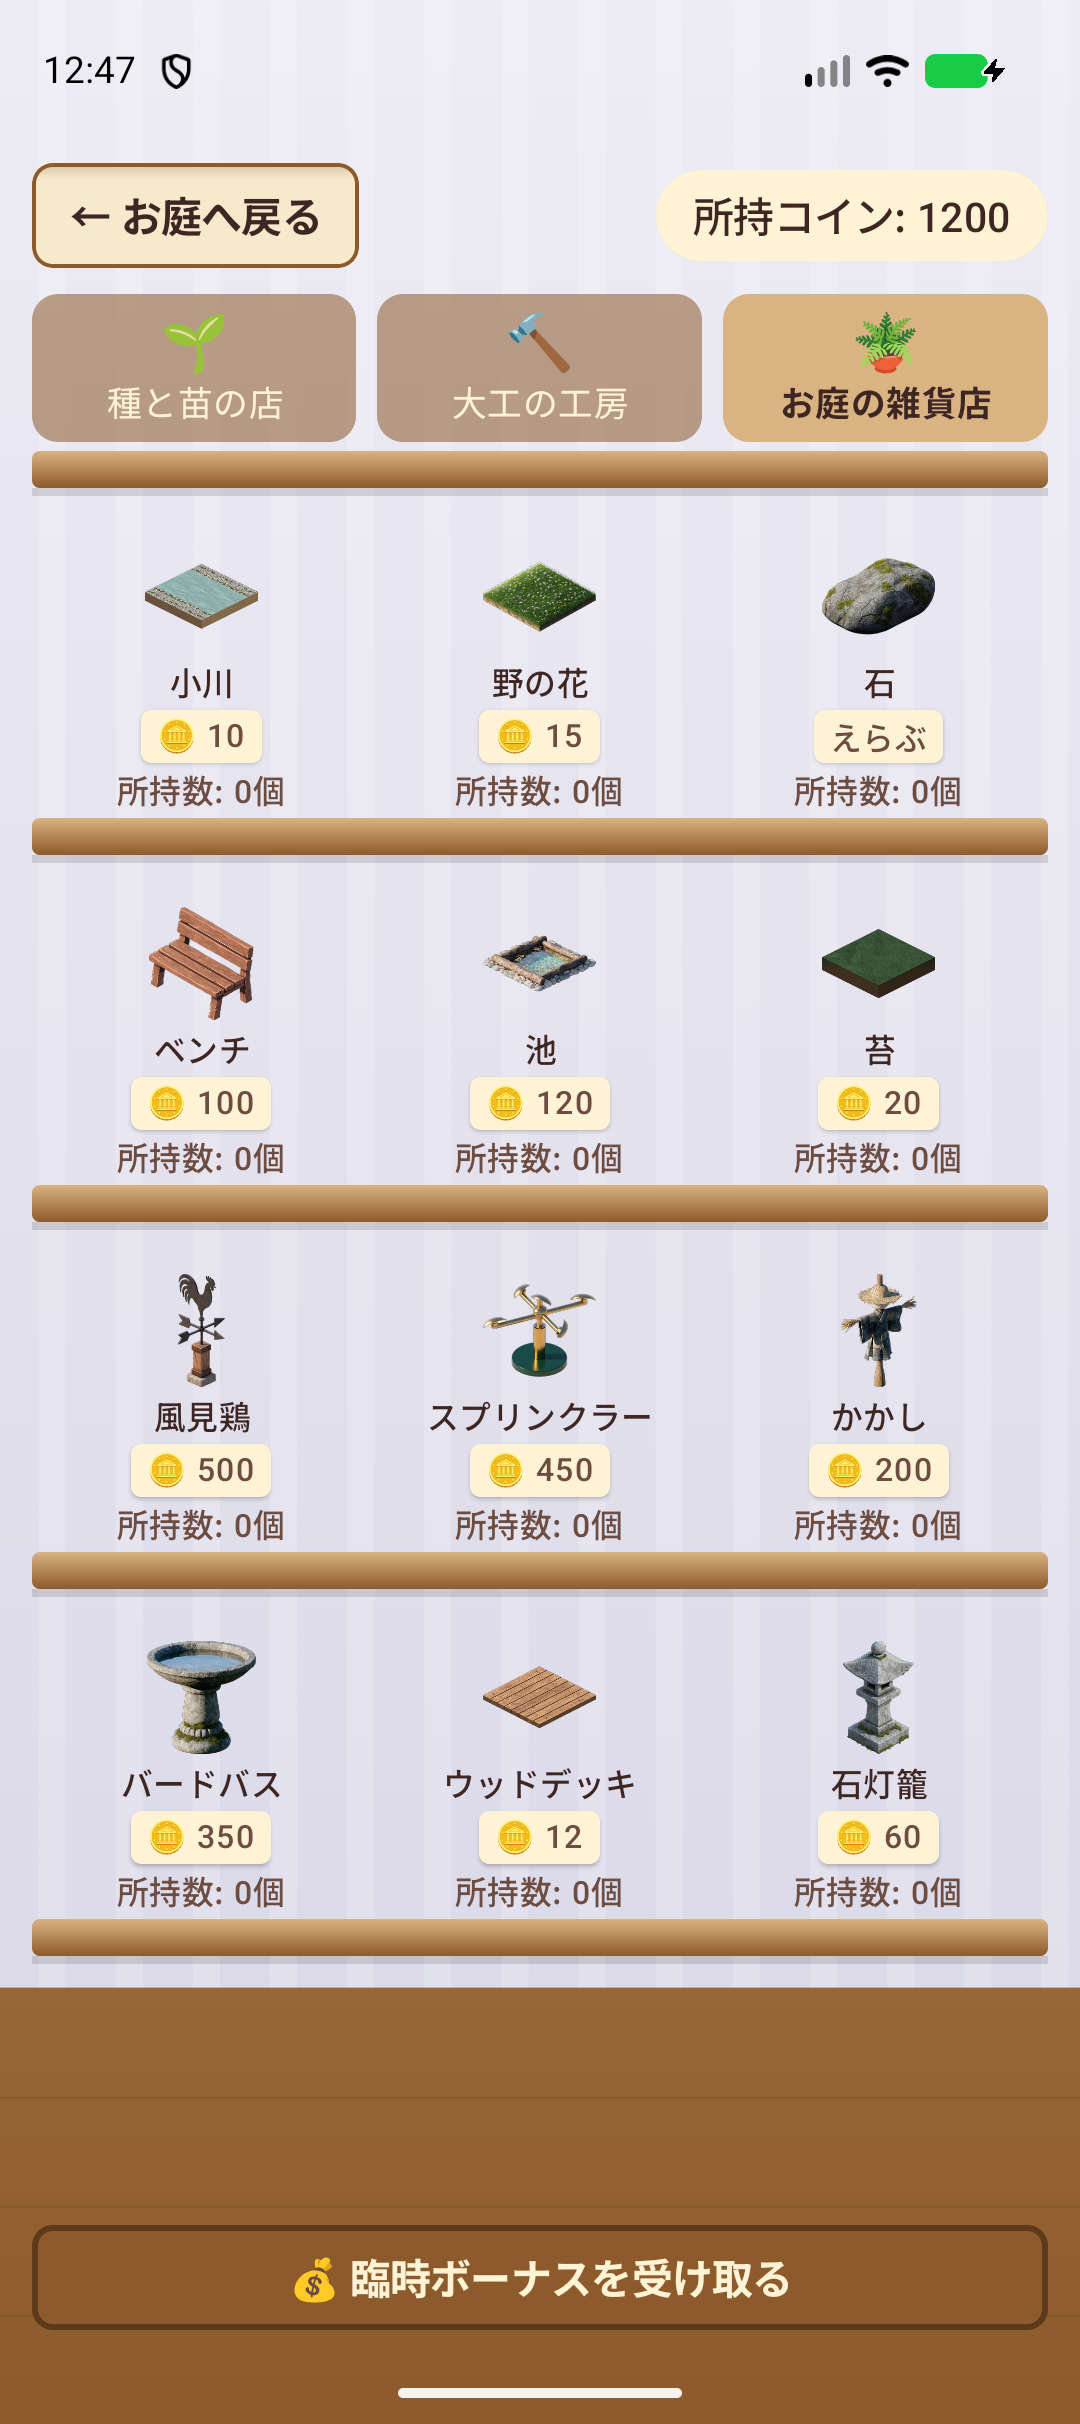 12:47
← お庭へ戻る
所持コイン: 1200
種と苗の店
大工の工房
お庭の雑貨店
小川
野の花
石
10
15
えらぶ
所持数: 0個
所持数: 0個
所持数: 0個
ベンチ
池
苔
100
120
20
所持数: 0個
所持数: 0個
所持数: 0個
風見鶏
スプリンクラー
かかし
500
450
200
所持数: 0個
所持数: 0個
所持数: 0個
バードバス
ウッドデッキ
石灯籠
350
12
60
所持数: 0個
所持数: 0個
所持数: 0個
臨時ボーナスを受け取る